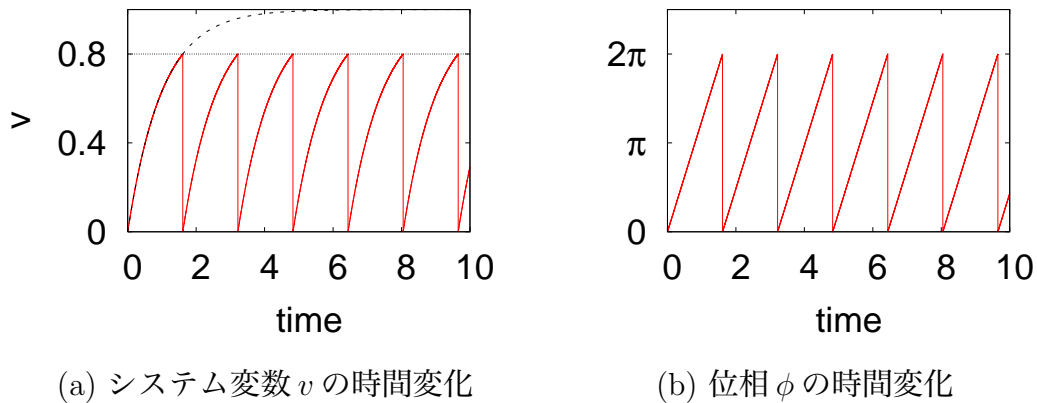 v
0.8
0.4
0
0 2 4 6 8 10
time
(a) システム変数 v の時間変化
2π
π
0
0 2 4 6 8 10
time
(b) 位相 ϕ の時間変化